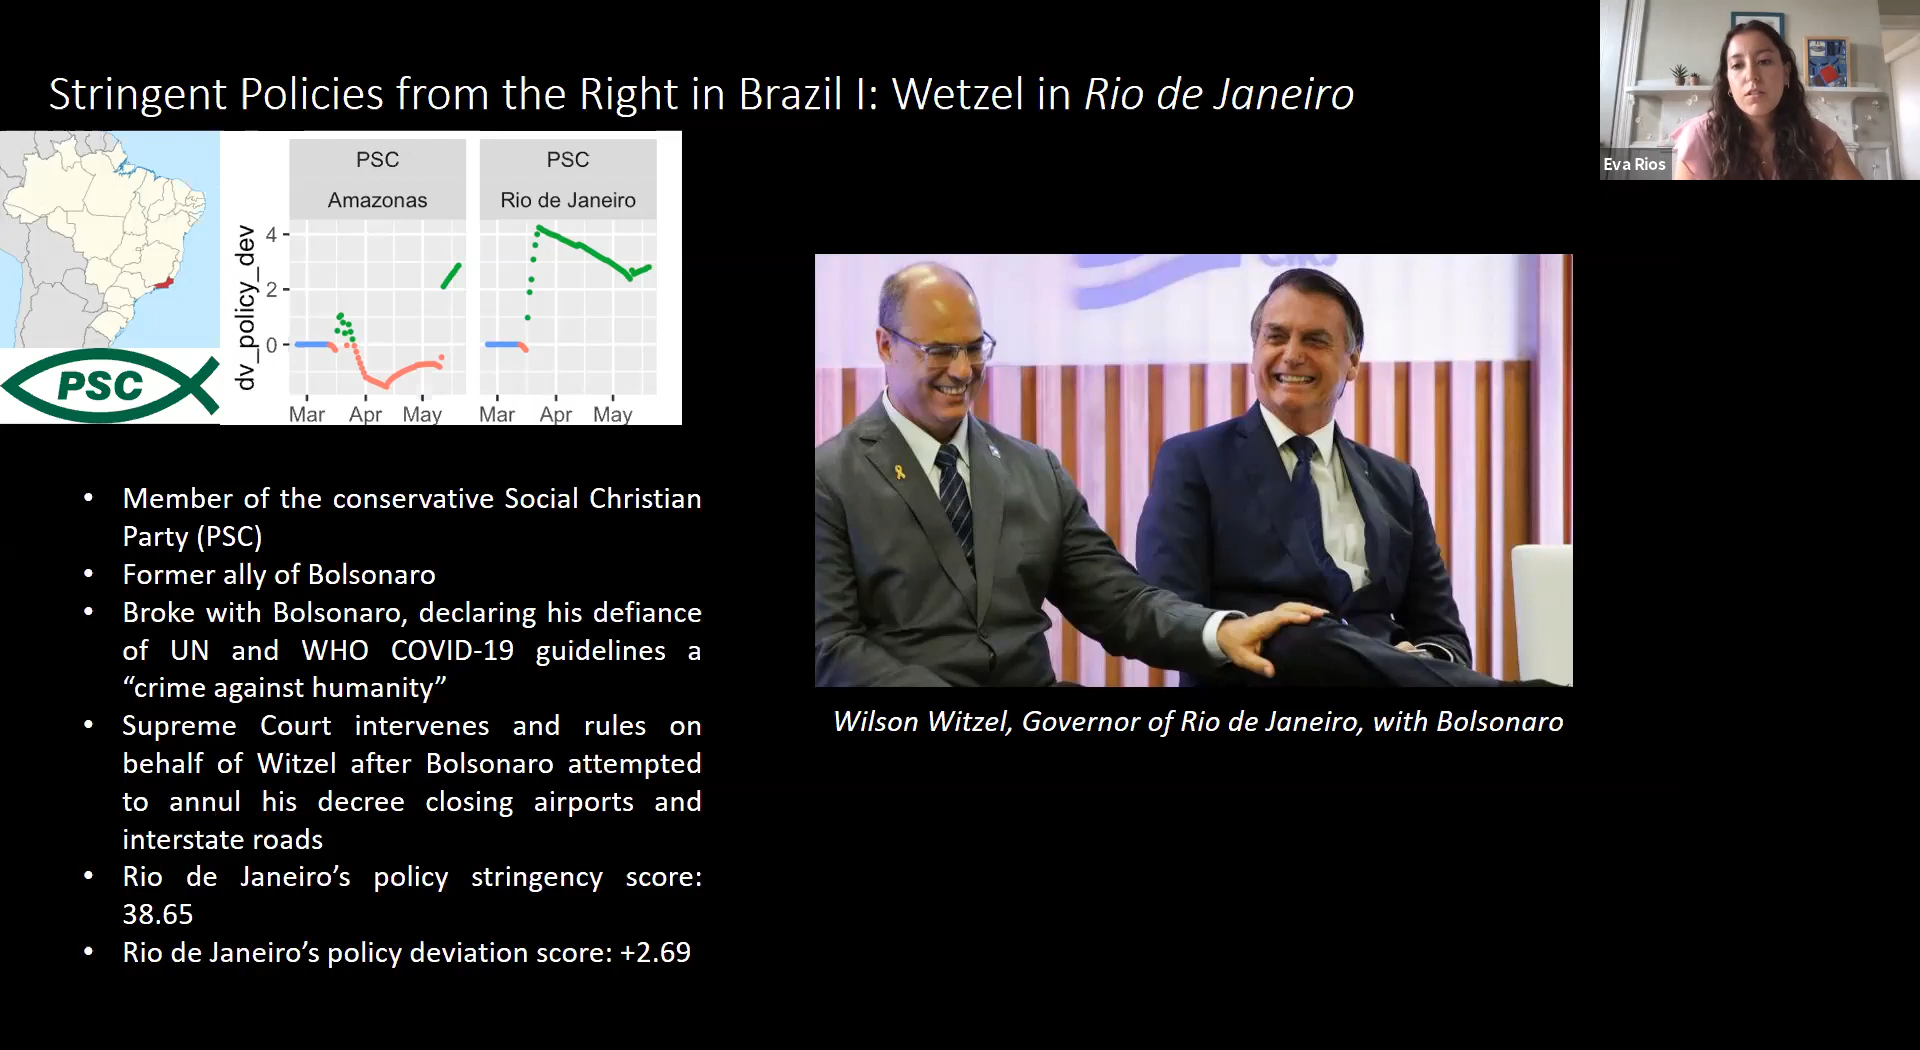 Stringent Policies from the Right in Brazil I: Wetzel in Rio de Janeiro
Eva Rios
PSC
PSC
Amazonas
Rio de Janeiro
dv_policy_dev
4
2
0
Mar Apr May
Mar Apr May
PSC
• Member of the conservative Social Christian
Party (PSC)
• Former ally of Bolsonaro
• Broke with Bolsonaro, declaring his defiance
of UN and WHO COVID-19 guidelines a
“crime against humanity”
• Supreme Court intervenes and rules on
behalf of Witzel after Bolsonaro attempted
to annul his decree closing airports and
interstate roads
• Rio de Janeiro’s policy stringency score:
38.65
• Rio de Janeiro’s policy deviation score: +2.69
Wilson Witzel, Governor of Rio de Janeiro, with Bolsonaro